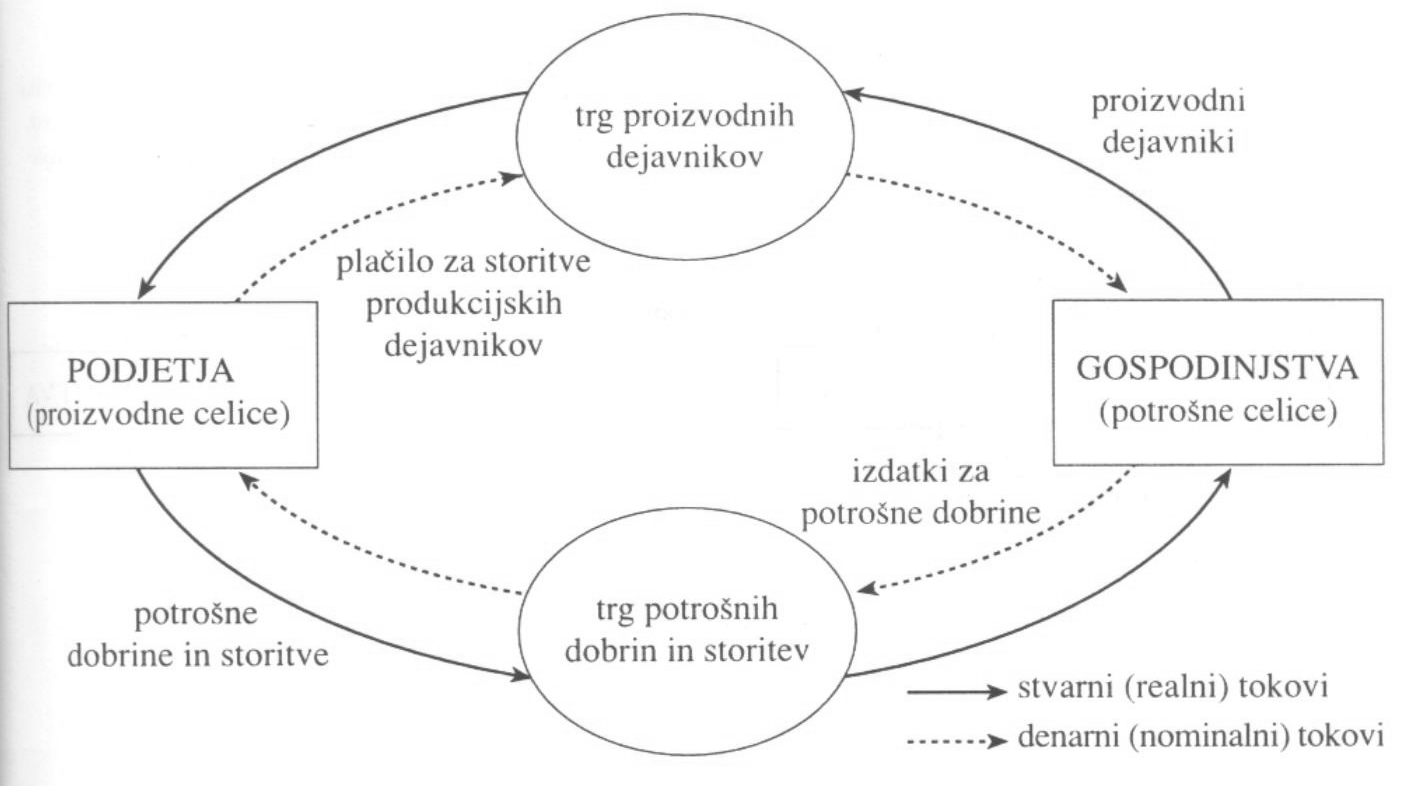 trg proizvodnih
dejavnikov
proizvodni
dejavniki
plačilo za storitve
produkcijskih
dejavnikov
PODJETJA
(proizvodne celice)
GOSPODINJSTVA
(potrošne celice)
izdatki za
potrošne dobrine
potrošne
dobrine in storitve
trg potrošnih
dobrin in storitev
stvarni (realni) tokovi
denarni (nominalni) tokovi